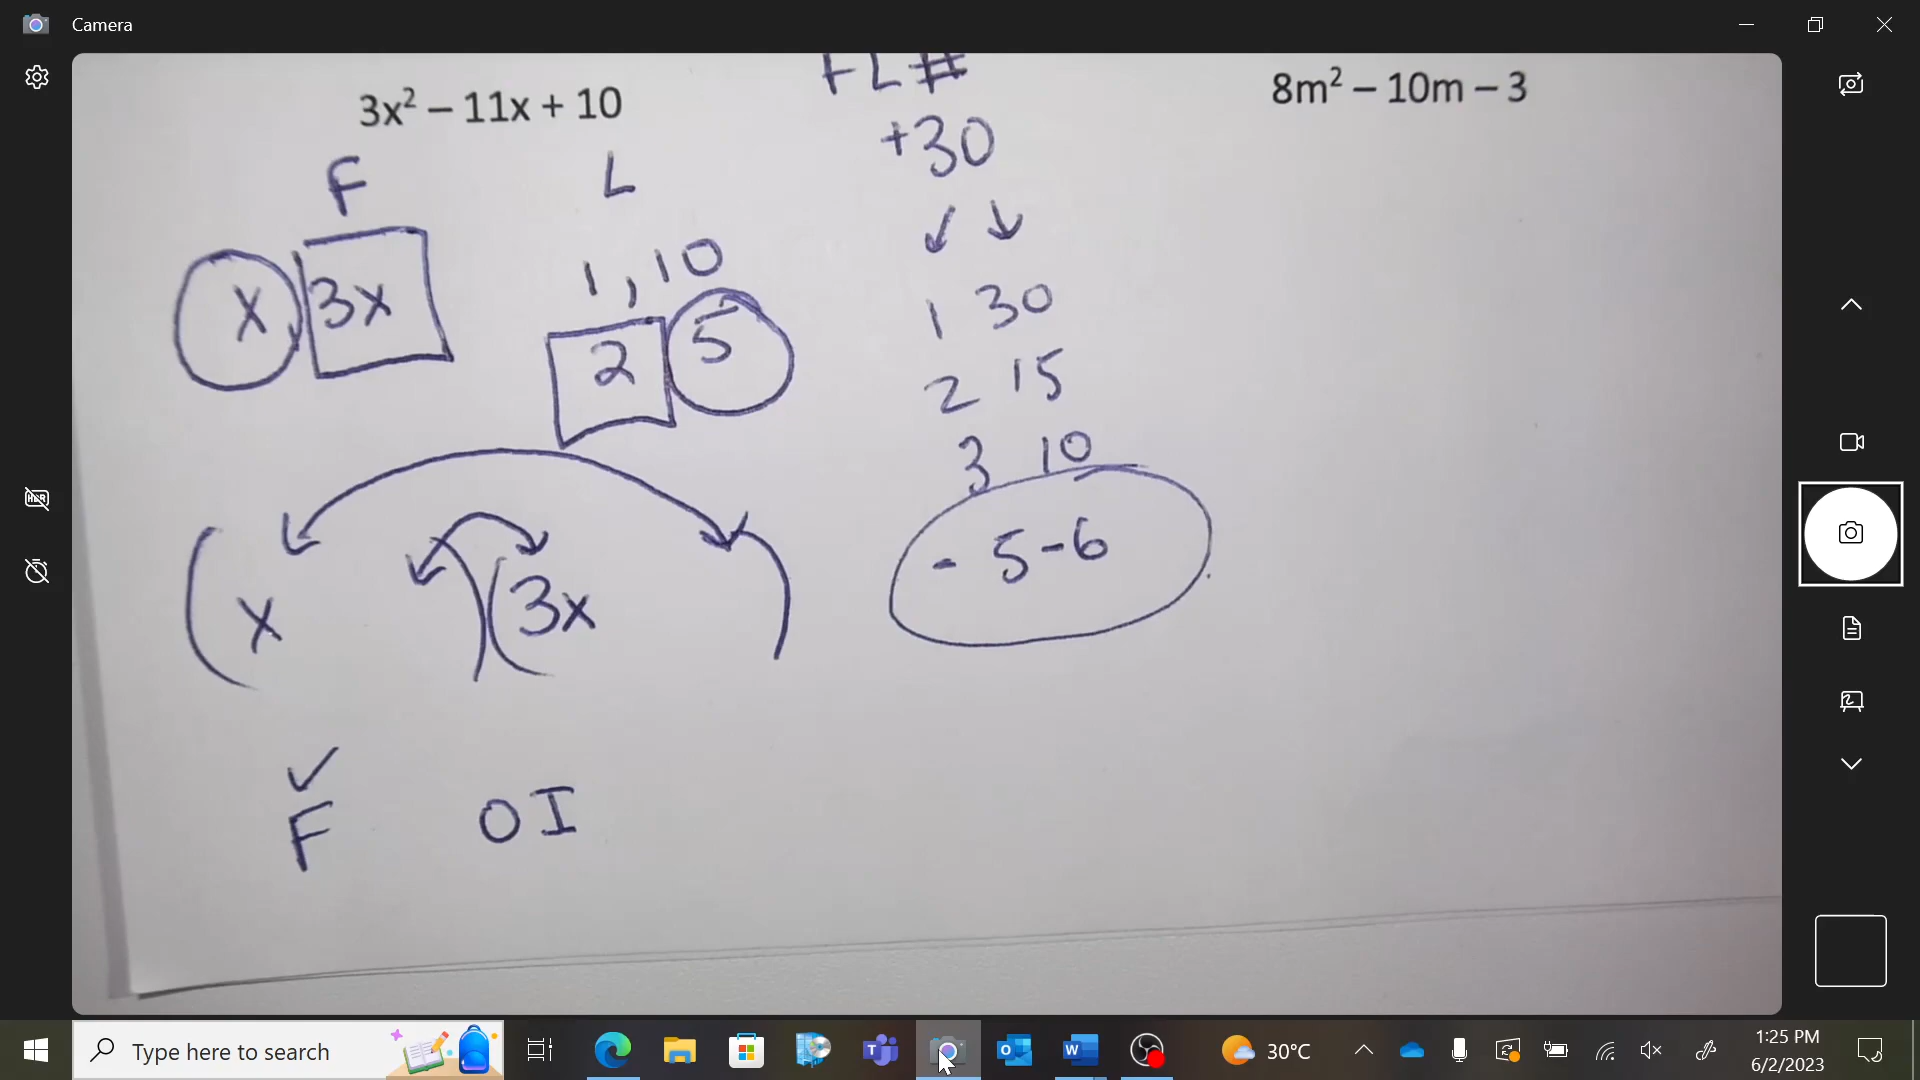 Camera
3x² – 11x + 10
FL#
8m² – 10m – 3
+30
F
L
x 3x
1, 10
2 5
1 30
2 15
3 10
- 5 - 6
(x )(3x )
F OI
Type here to search
30°C
1:25 PM
6/2/2023